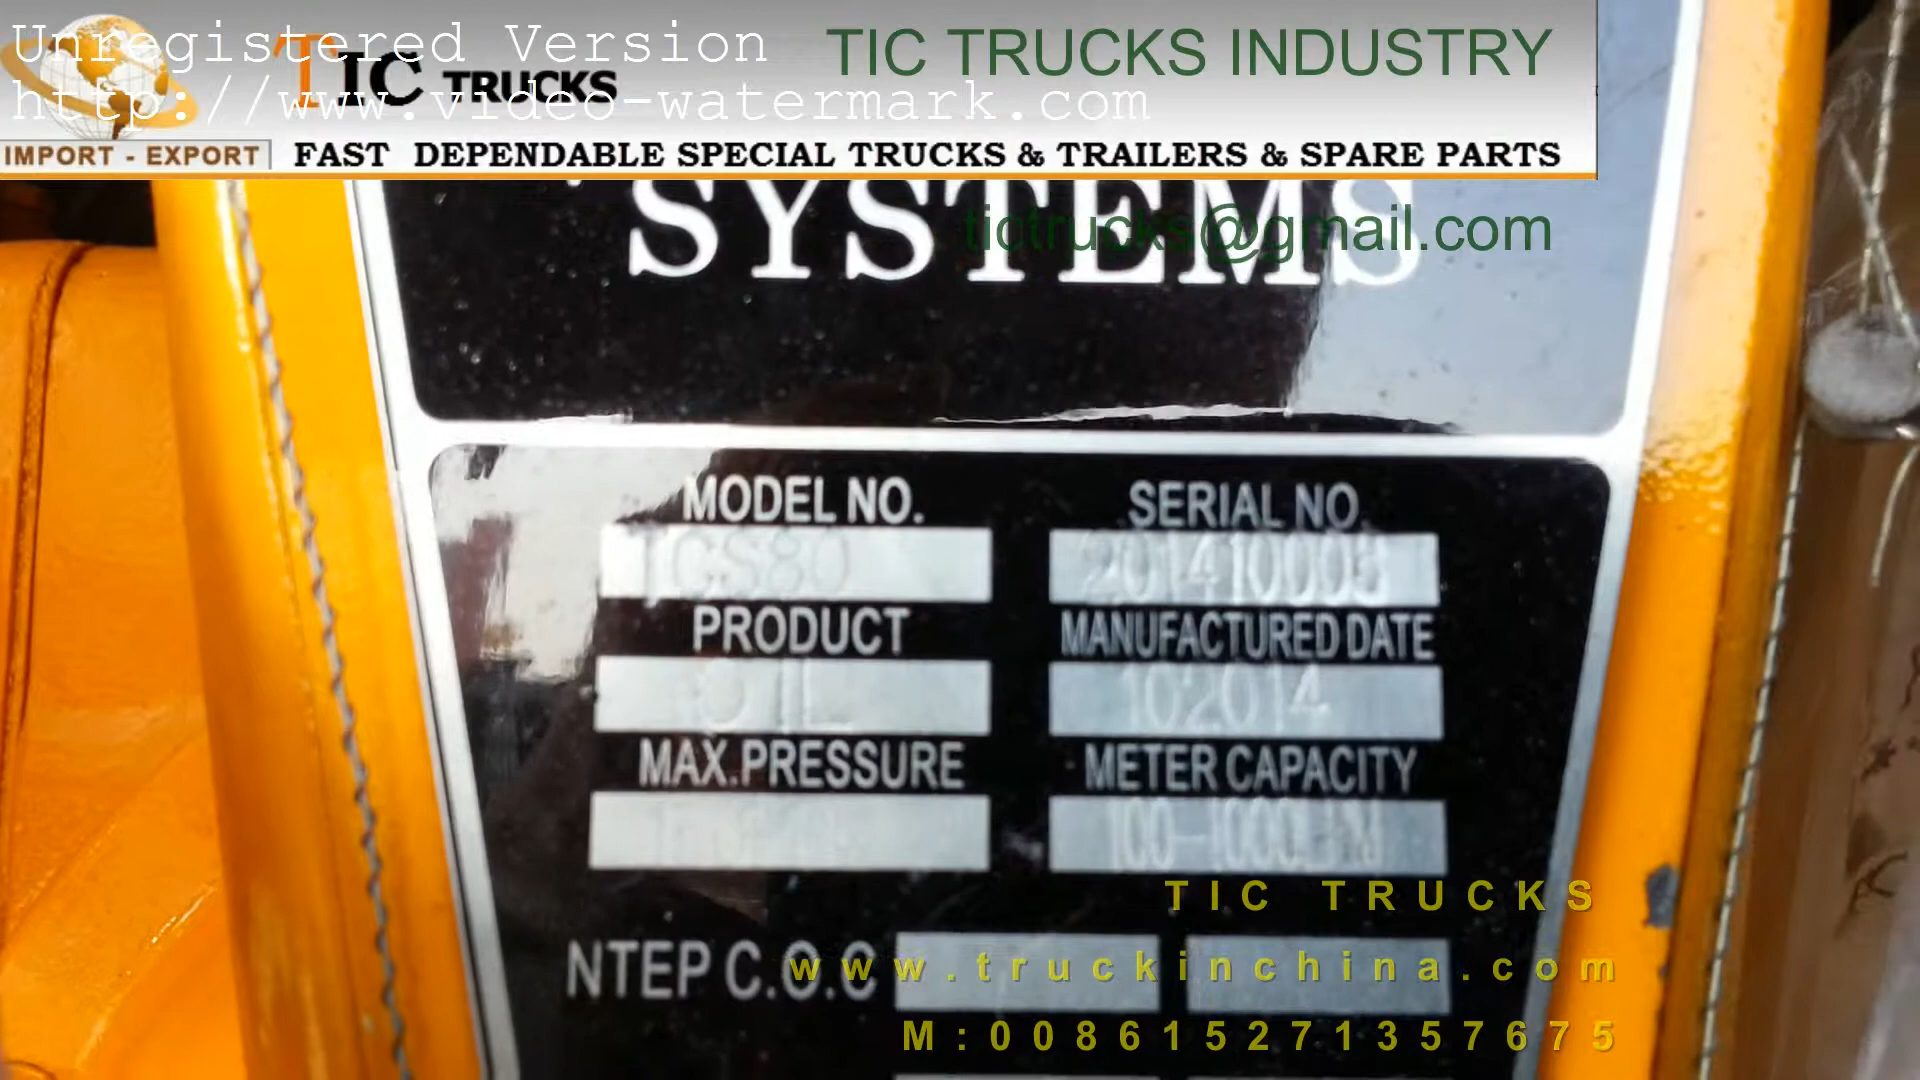 Unregistered Version
http://www.video-watermark.com
TIC TRUCKS
TIC TRUCKS INDUSTRY
IMPORT - EXPORT
FAST DEPENDABLE SPECIAL TRUCKS & TRAILERS & SPARE PARTS
tictrucks@gmail.com
SYSTEMS
MODEL NO. SERIAL NO.
TCS80 201410003
PRODUCT MANUFACTURED DATE
OIL 102014
MAX.PRESSURE METER CAPACITY
NTEP C.O.C
TIC TRUCKS
www.truckinchina.com
M:008615271357675